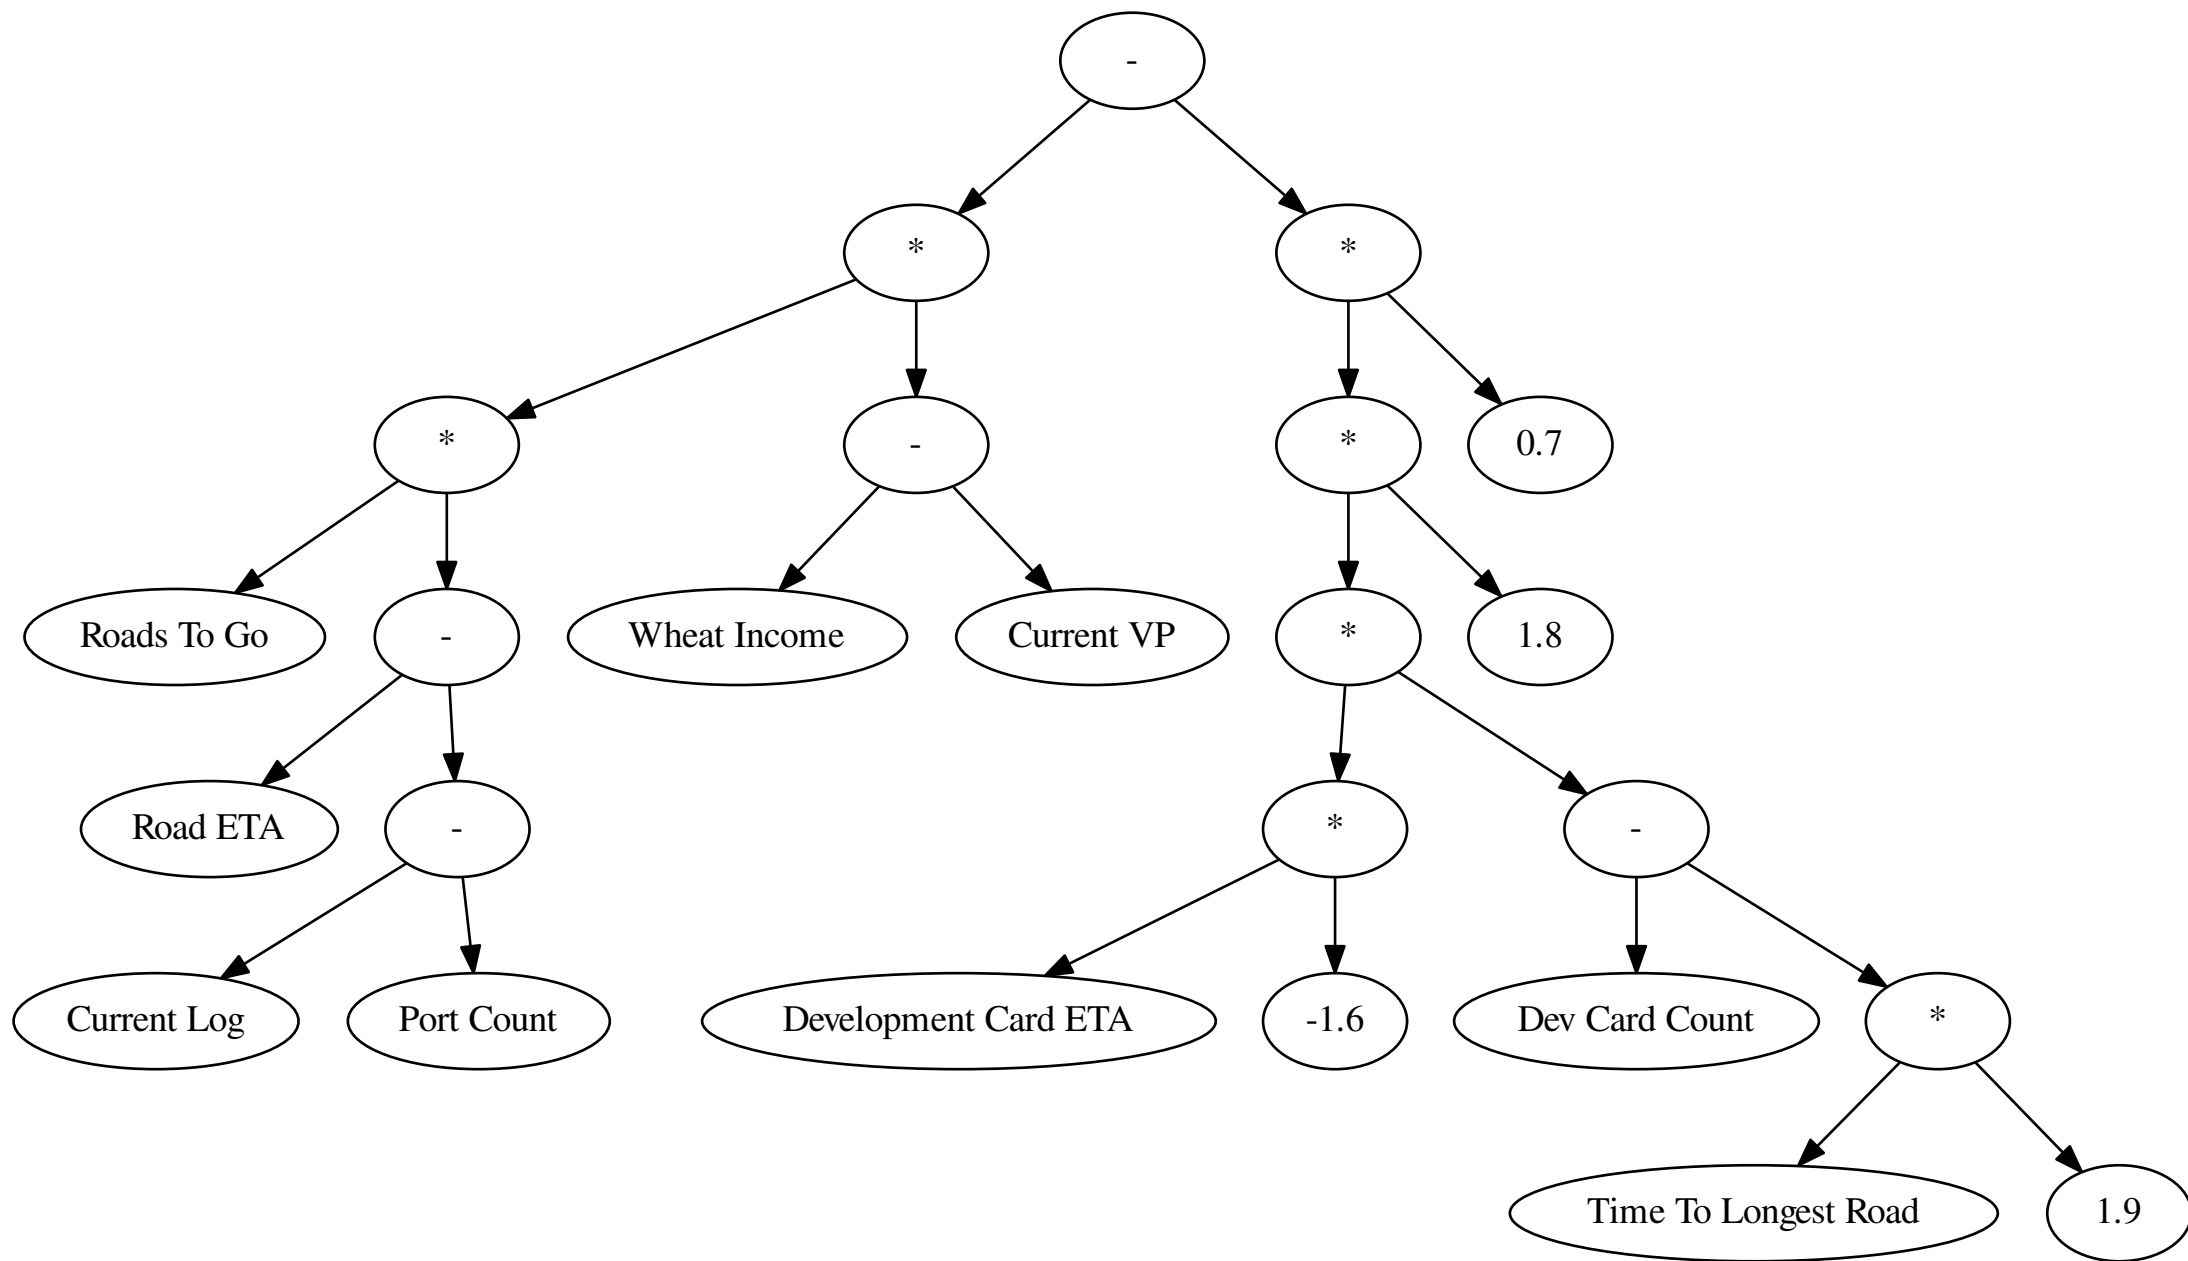 -
*
*
*
-
*
0.7
Roads To Go
-
Wheat Income
Current VP
*
1.8
Road ETA
-
*
-
Current Log
Port Count
Development Card ETA
-1.6
Dev Card Count
*
Time To Longest Road
1.9